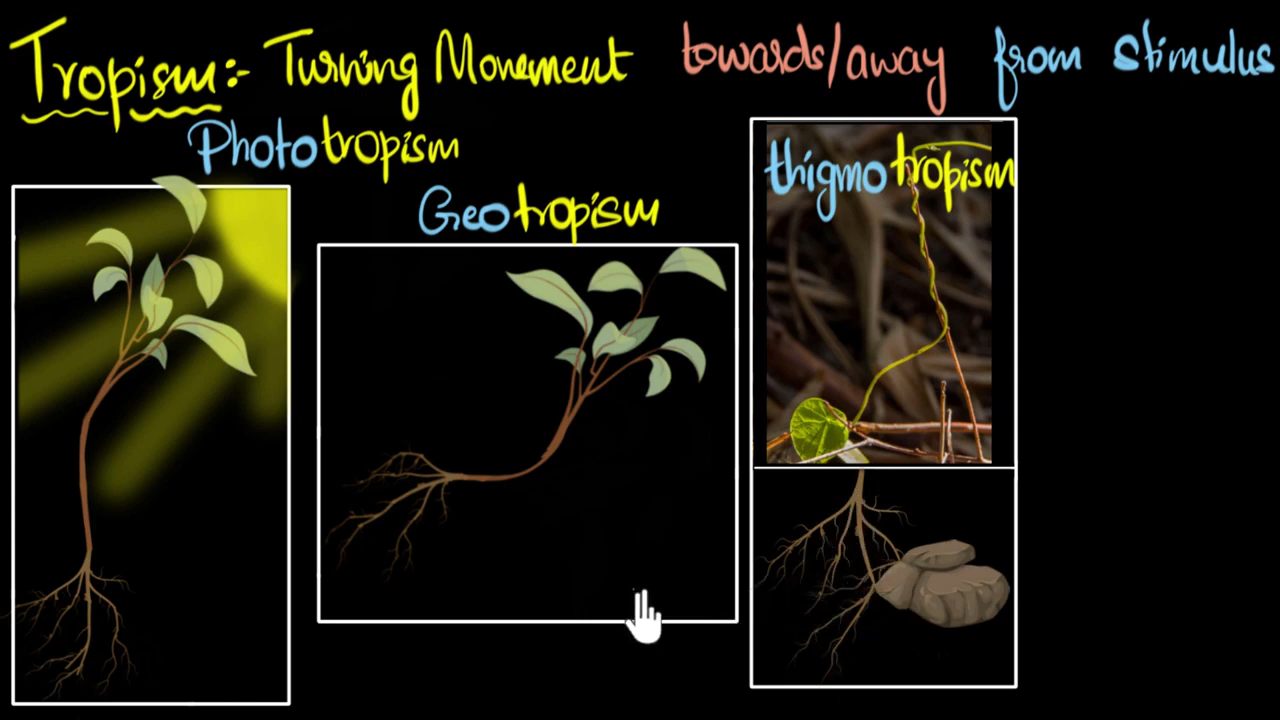 Tropism:- Turning Movement towards/away from Stimulus
Phototropism
Geotropism
thigmotropism